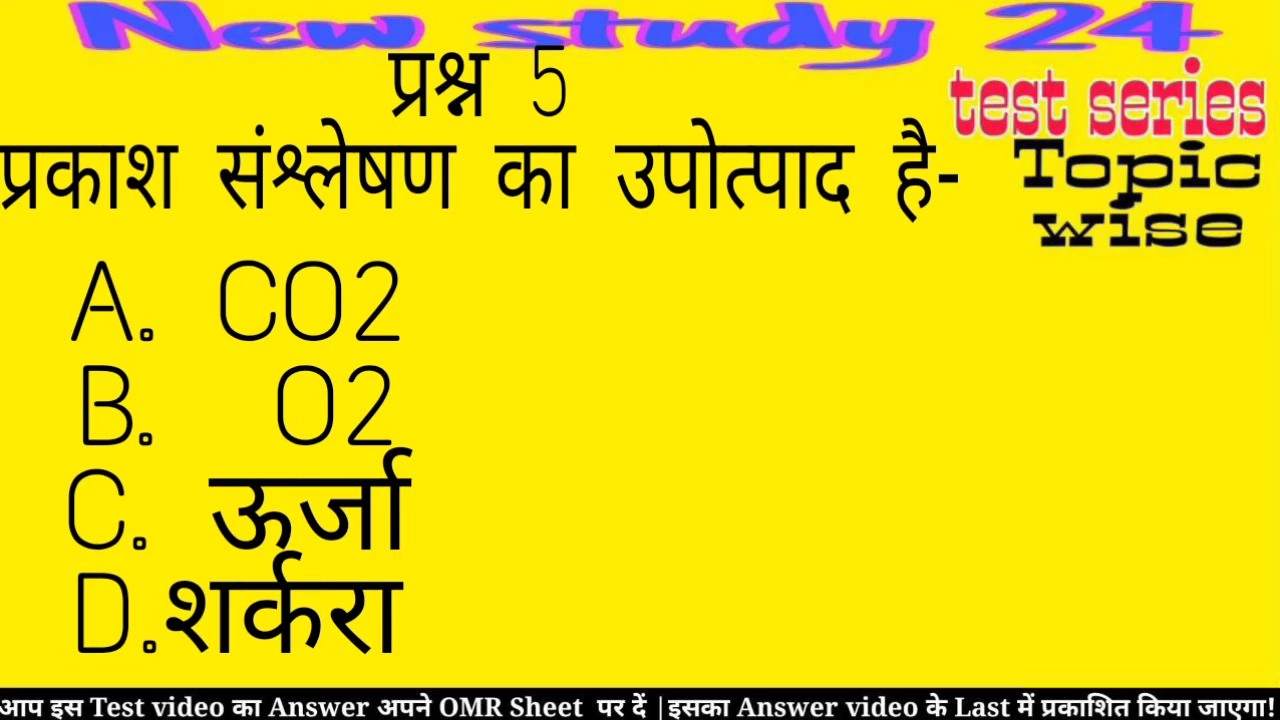 New study 24
प्रश्न 5
test series
Topic
wise
प्रकाश संश्लेषण का उपोत्पाद है-
A. CO2
B. O2
C. ऊर्जा
D.शर्करा
आप इस Test video का Answer अपने OMR Sheet पर दें |इसका Answer video के Last में प्रकाशित किया जाएगा!